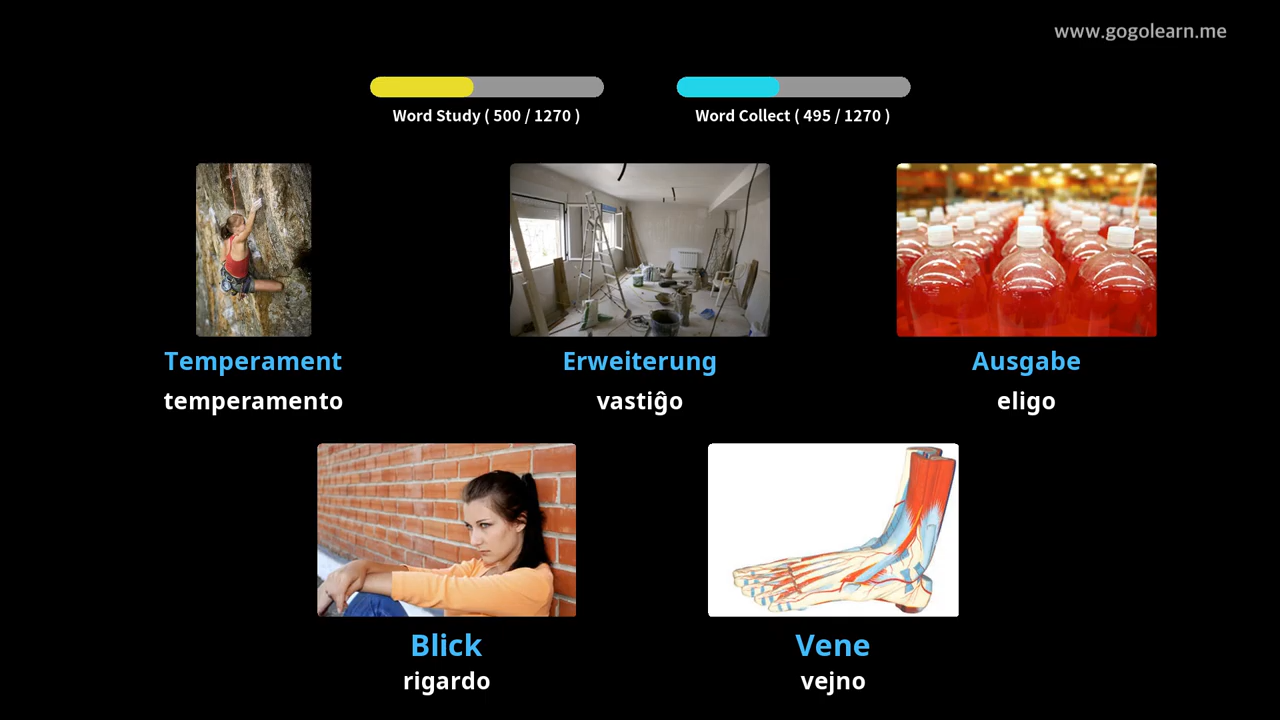 www.gogolearn.me
Word Study ( 500 / 1270 )
Word Collect ( 495 / 1270 )
Temperament
temperamento
Erweiterung
vastiĝo
Ausgabe
eligo
Blick
rigardo
Vene
vejno